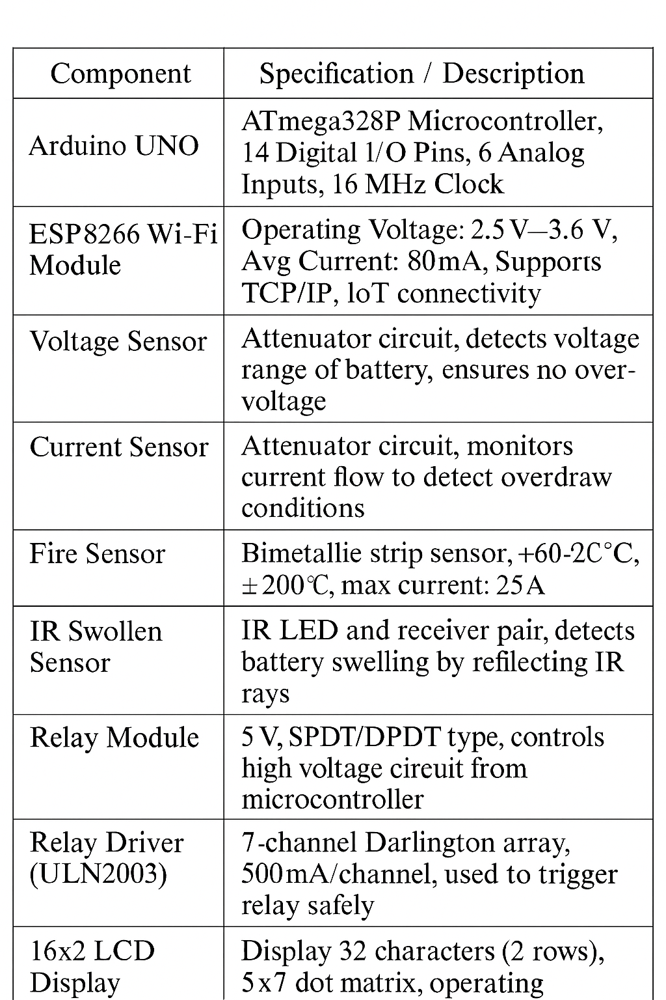 Component
Specification / Description
Arduino UNO
ATmega328P Microcontroller,
14 Digital 1/O Pins, 6 Analog
Inputs, 16 MHz Clock
ESP8266 Wi-Fi
Module
Operating Voltage: 2.5 V—3.6 V,
Avg Current: 80mA, Supports
TCP/IP, loT connectivity
Voltage Sensor
Attenuator circuit, detects voltage
range of battery, ensures no over-
voltage
Current Sensor
Attenuator circuit, monitors
current flow to detect overdraw
conditions
Fire Sensor
Bimetallie strip sensor, +60-2C°C,
±200℃, max current: 25A
IR Swollen
Sensor
IR LED and receiver pair, detects
battery swelling by refilecting IR
rays
Relay Module
5 V, SPDT/DPDT type, controls
high voltage cireuit from
microcontroller
Relay Driver
(ULN2003)
7-channel Darlington array,
500mA/channel, used to trigger
relay safely
16x2 LCD
Display
Display 32 characters (2 rows),
5x7 dot matrix, operating